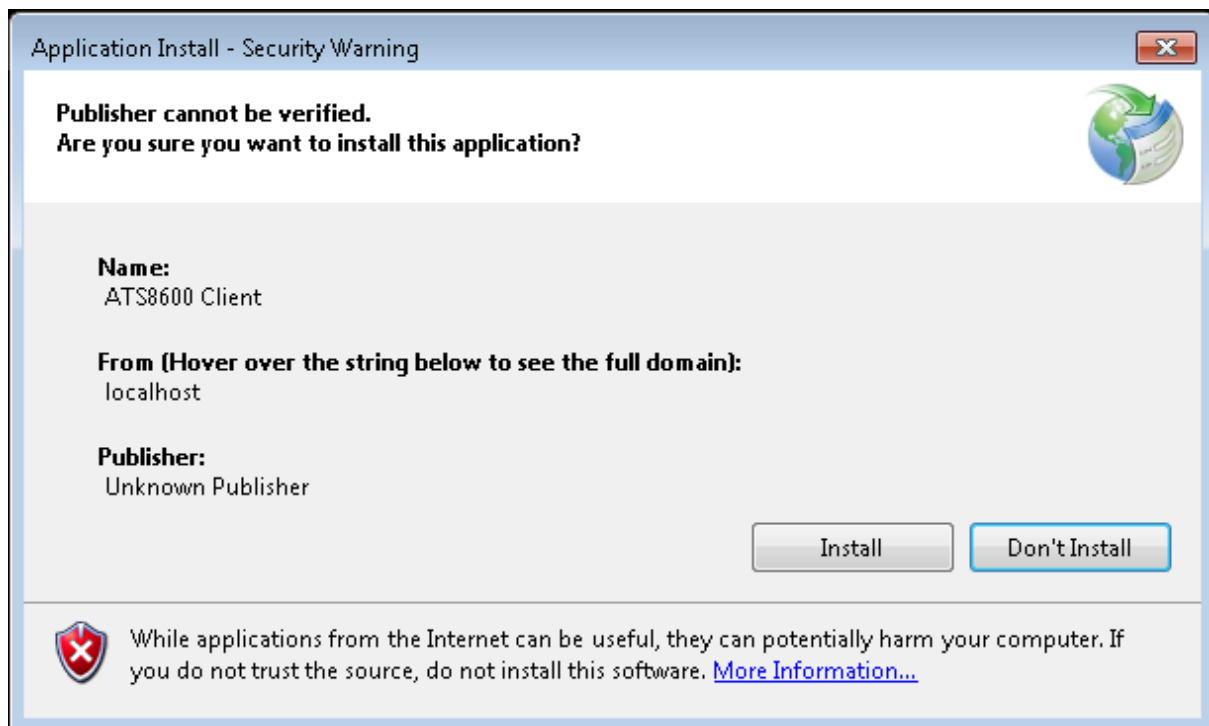 Application Install - Security Warning
Publisher cannot be verified.
Are you sure you want to install this application?
Name:
ATS8600 Client
From (Hover over the string below to see the full domain):
localhost
Publisher:
Unknown Publisher
Install
Don't Install
While applications from the Internet can be useful, they can potentially harm your computer. If
you do not trust the source, do not install this software. More Information...